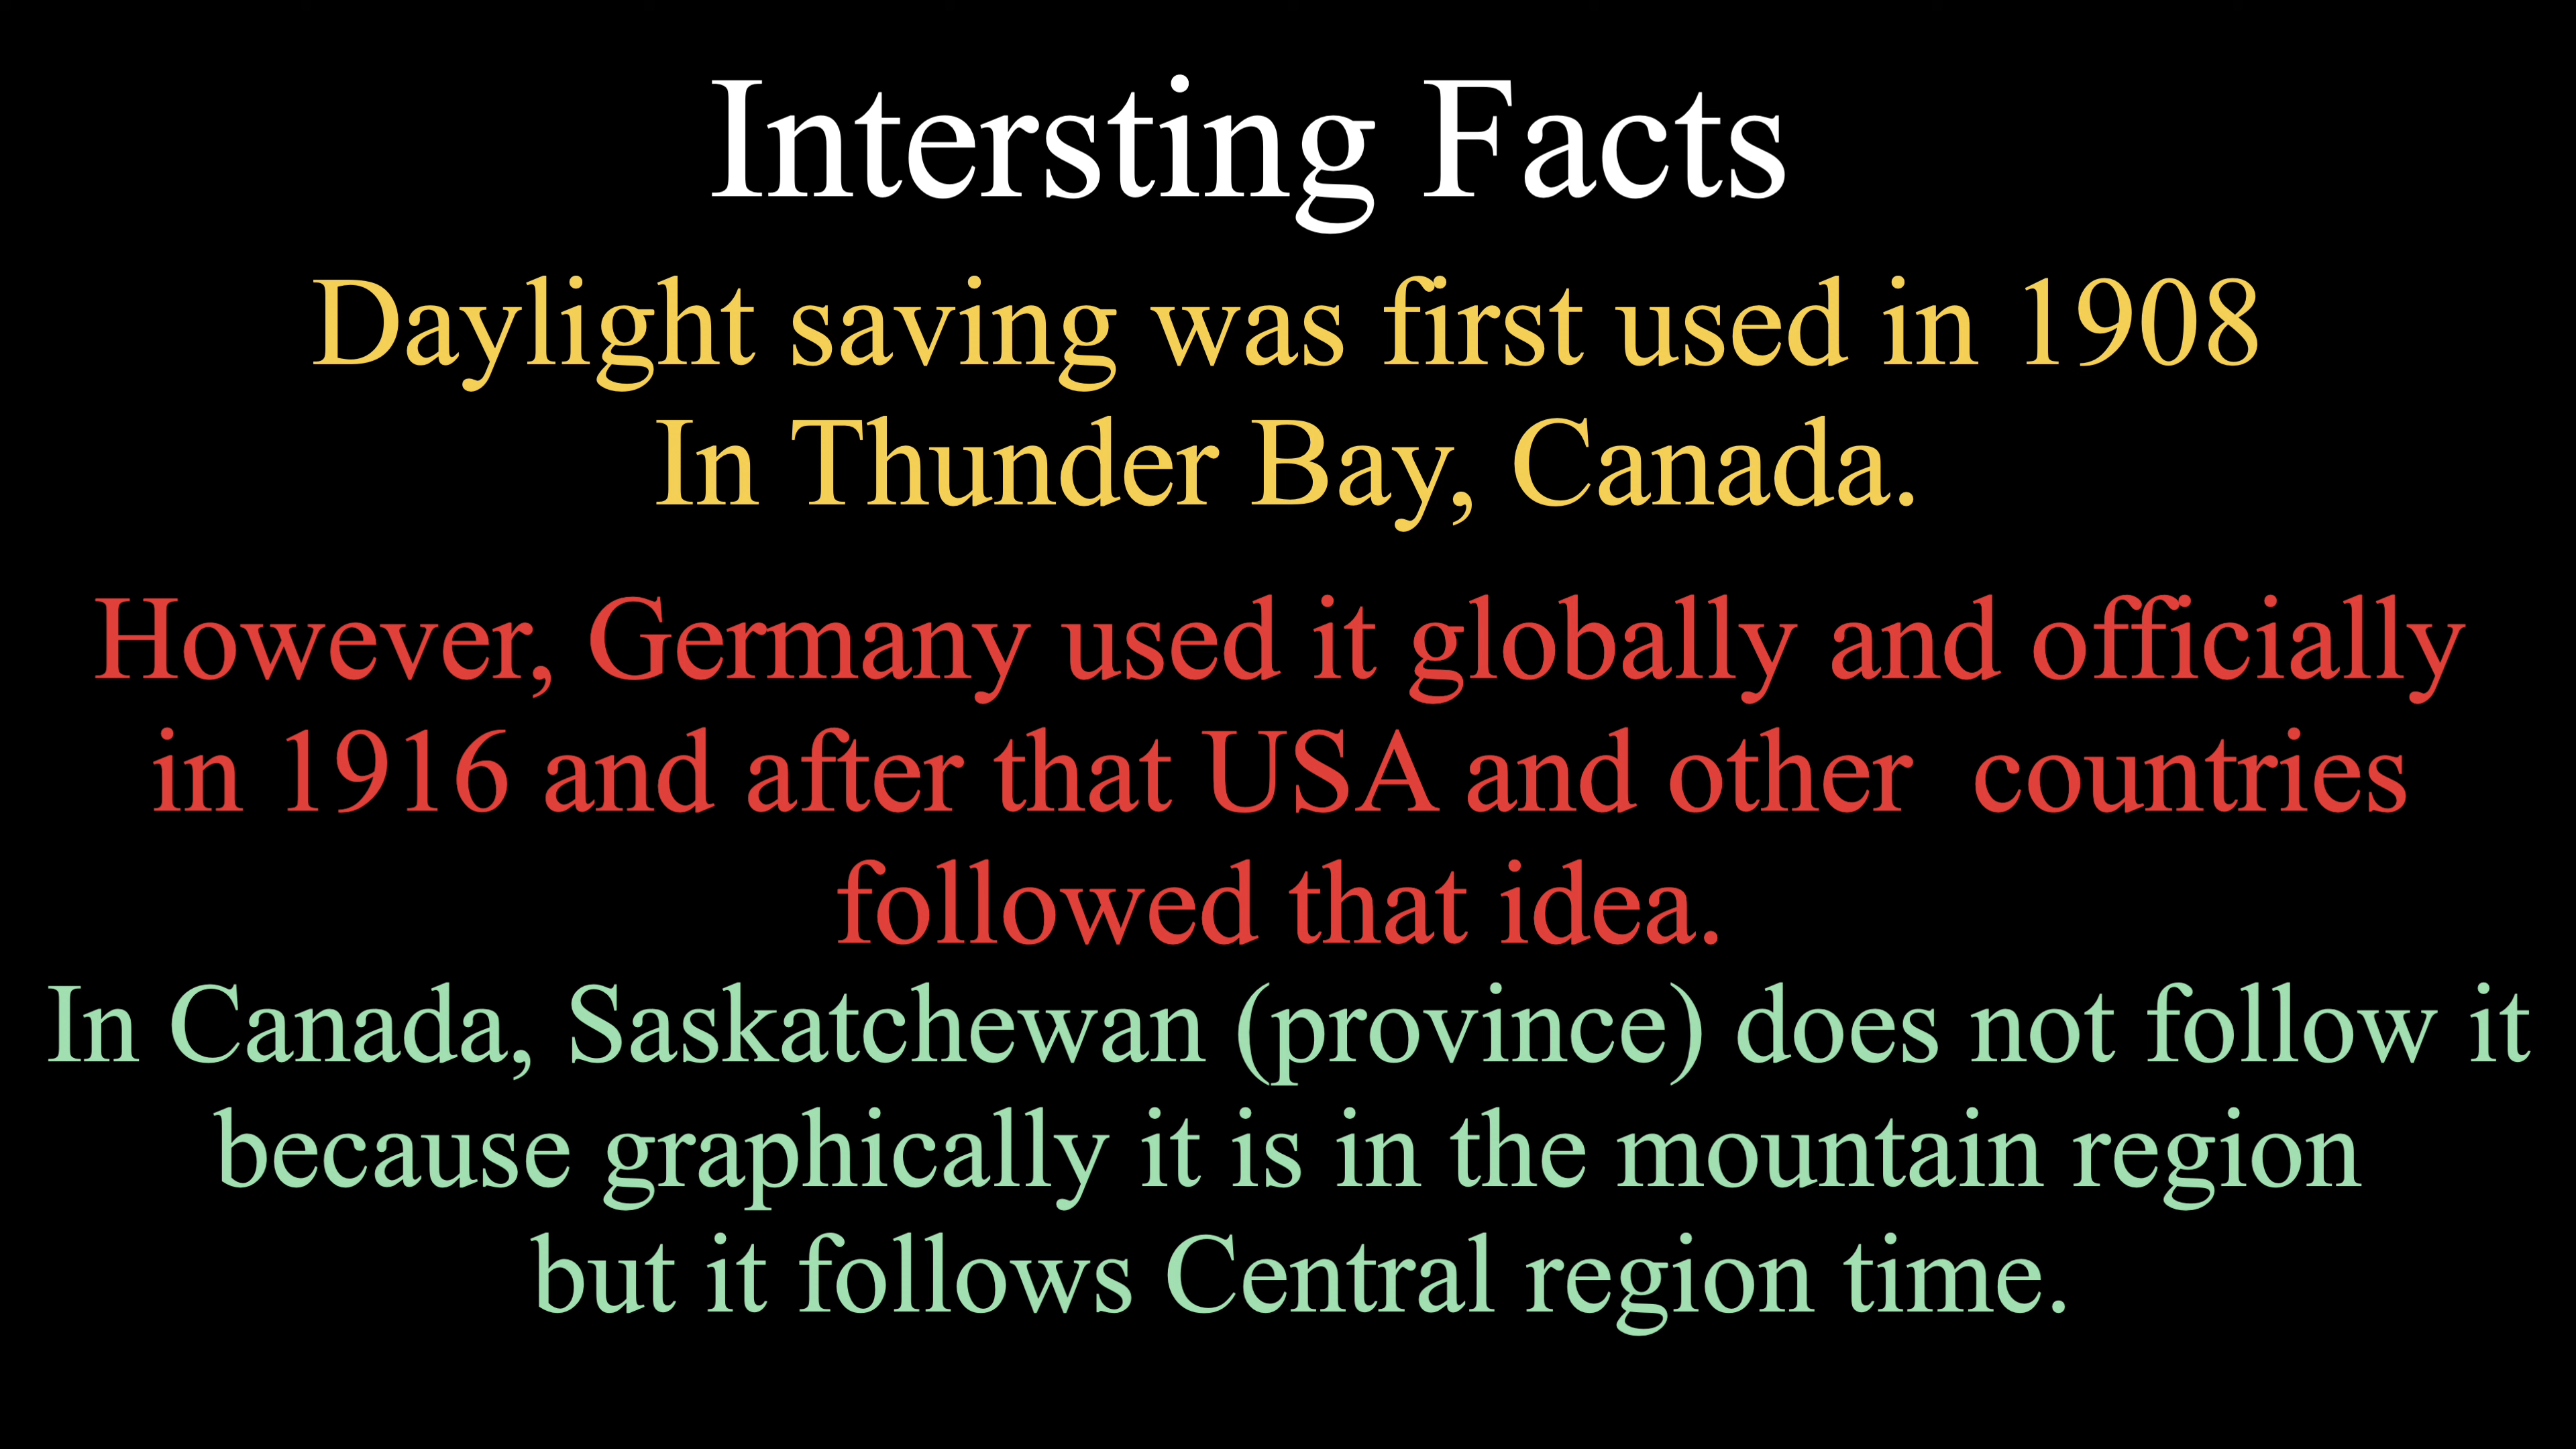 Intersting Facts
Daylight saving was first used in 1908
In Thunder Bay, Canada.
However, Germany used it globally and officially
in 1916 and after that USA and other  countries
followed that idea.
In Canada, Saskatchewan (province) does not follow it
because graphically it is in the mountain region
but it follows Central region time.